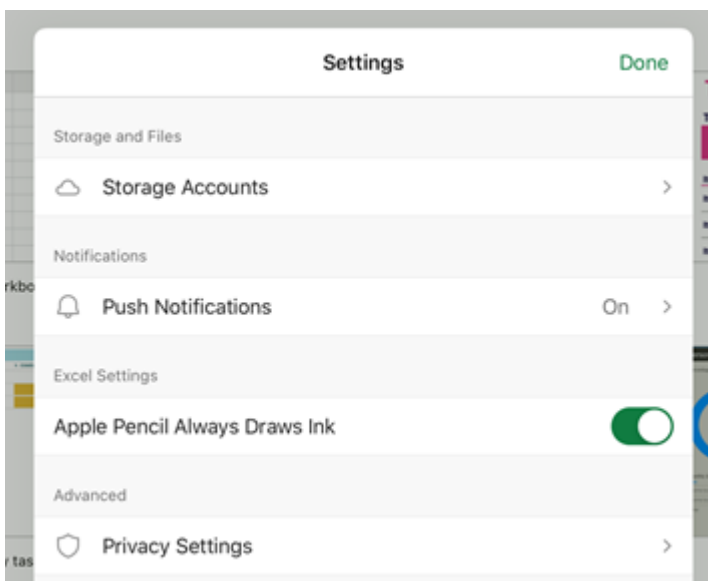 Settings
Done
Storage and Files
Storage Accounts
Notifications
Push Notifications
On
Excel Settings
Apple Pencil Always Draws Ink
Advanced
Privacy Settings